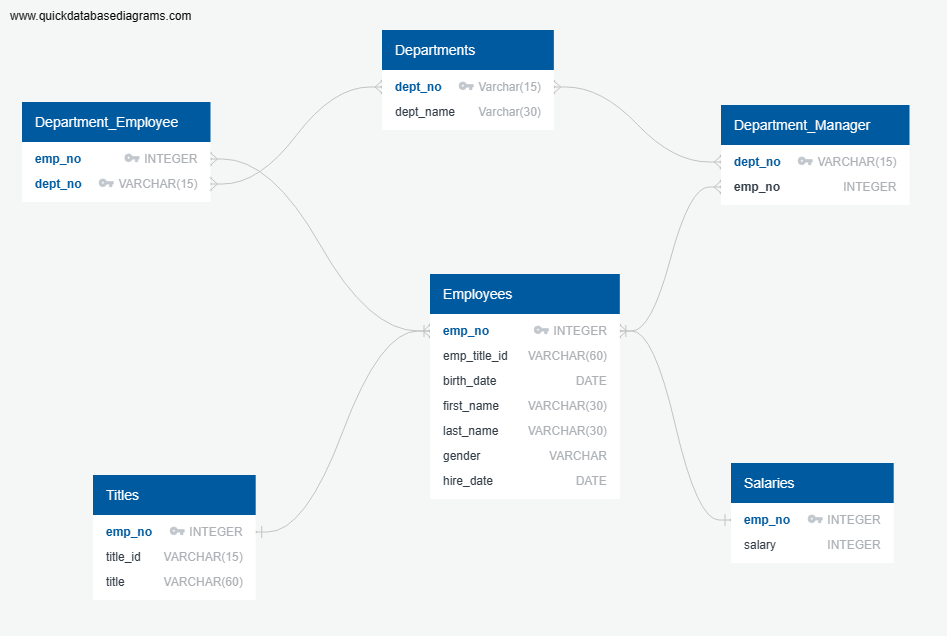 www.quickdatabasediagrams.com
Departments
dept_no Varchar(15)
dept_name Varchar(30)
Department_Employee
emp_no INTEGER
dept_no VARCHAR(15)
Department_Manager
dept_no VARCHAR(15)
emp_no INTEGER
Employees
emp_no INTEGER
emp_title_id VARCHAR(60)
birth_date DATE
first_name VARCHAR(30)
last_name VARCHAR(30)
gender VARCHAR
hire_date DATE
Titles
emp_no INTEGER
title_id VARCHAR(15)
title VARCHAR(60)
Salaries
emp_no INTEGER
salary INTEGER